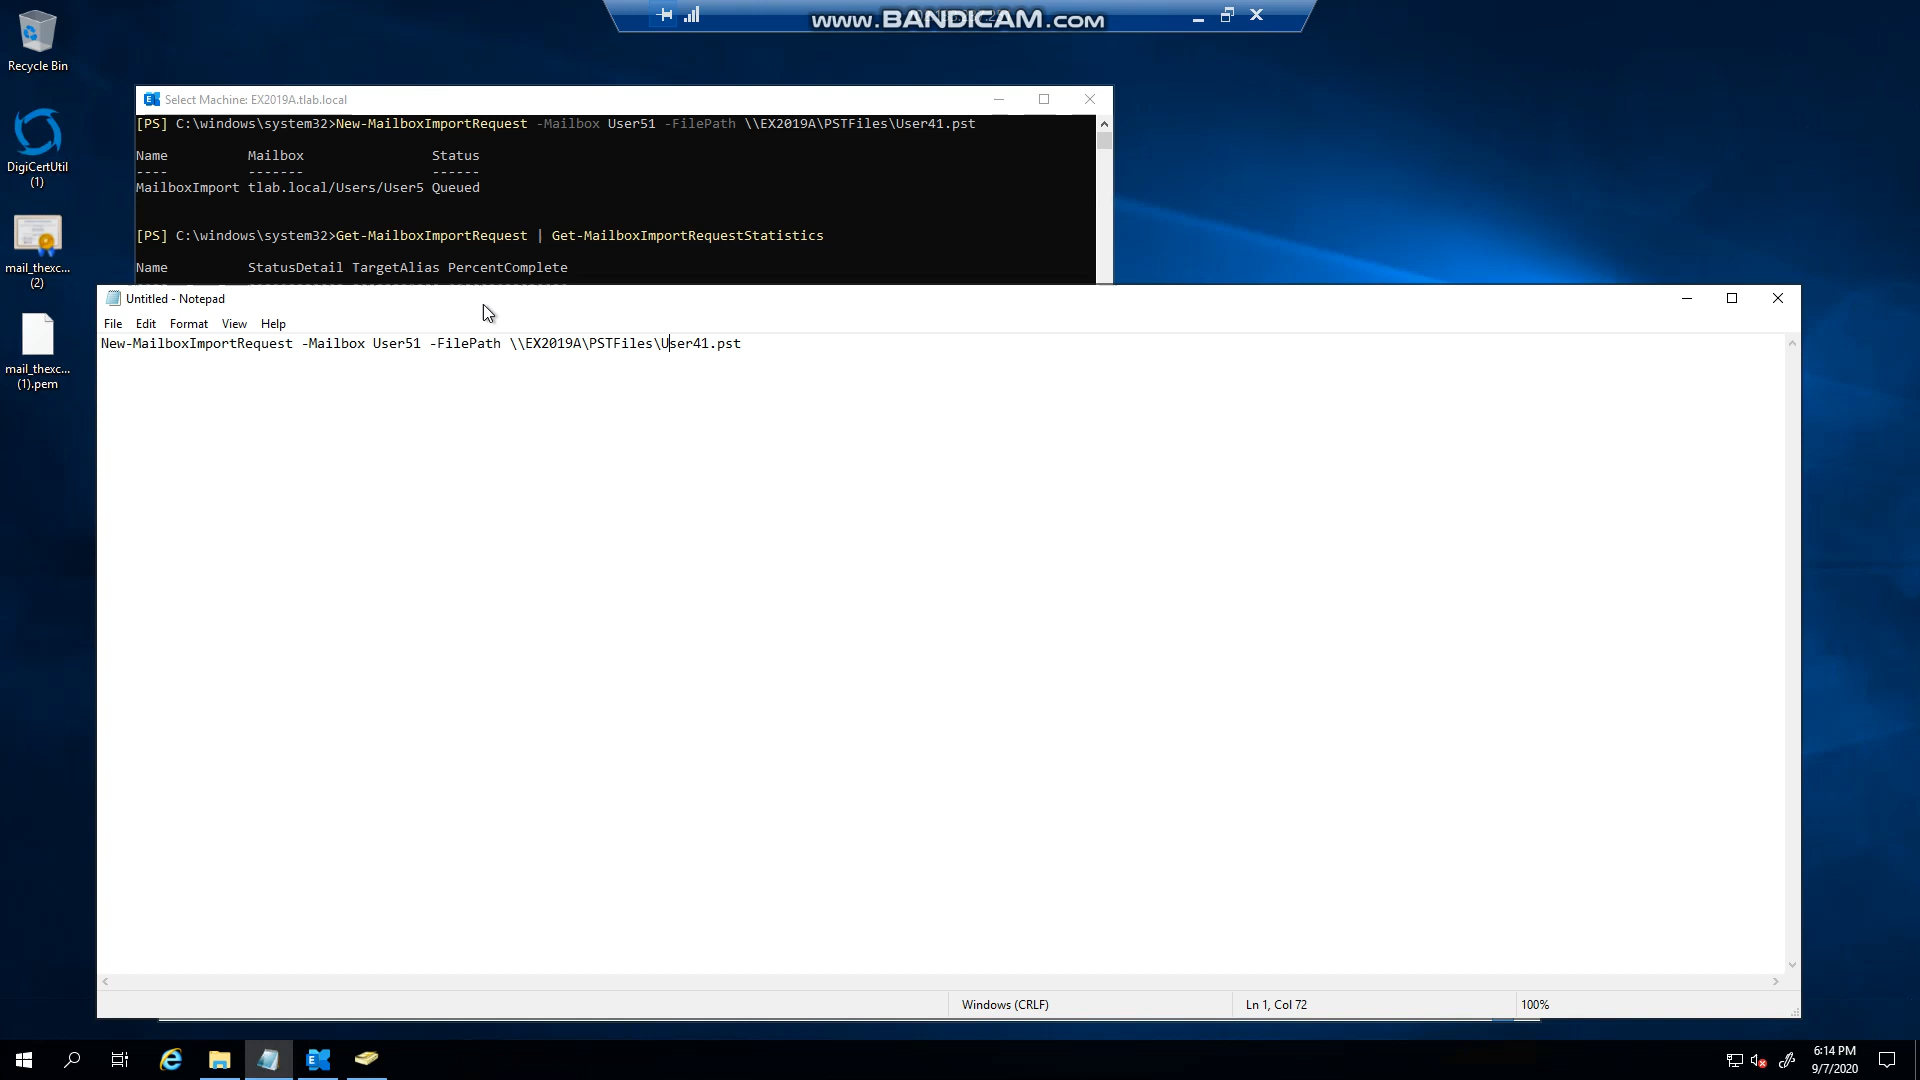 www.BANDICAM.com
Recycle Bin
DigiCertUtil
(1)
mail_thexc...
(2)
mail_thexc...
(1).pem
Select Machine: EX2019A.tlab.local
[PS] C:\windows\system32>New-MailboxImportRequest -Mailbox User51 -FilePath \\EX2019A\PSTFiles\User41.pst
Name Mailbox Status
---- ------- ------
MailboxImport tlab.local/Users/User5 Queued
[PS] C:\windows\system32>Get-MailboxImportRequest | Get-MailboxImportRequestStatistics
Name StatusDetail TargetAlias PercentComplete
Untitled - Notepad
File Edit Format View Help
New-MailboxImportRequest -Mailbox User51 -FilePath \\EX2019A\PSTFiles\User41.pst
Windows (CRLF) Ln 1, Col 72 100%
6:14 PM
9/7/2020